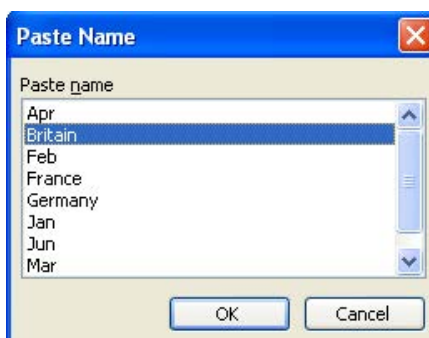 Paste Name
Paste name
Apr
Britain
Feb
France
Germany
Jan
Jun
Mar
OK Cancel